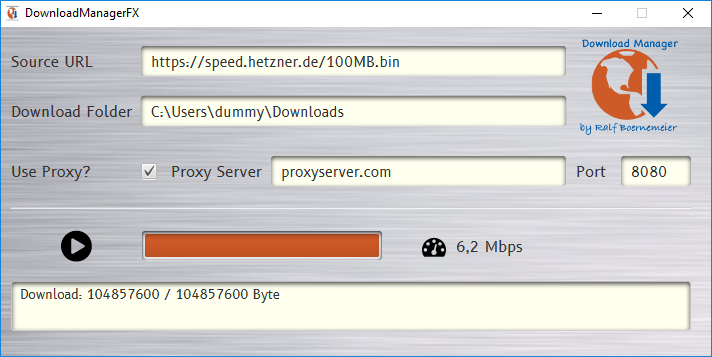 DownloadManagerFX
Download Manager
by Ralf Boernemeier
Source URL https://speed.hetzner.de/100MB.bin
Download Folder C:\Users\dummy\Downloads
Use Proxy? Proxy Server proxyserver.com Port 8080
6,2 Mbps
Download: 104857600 / 104857600 Byte